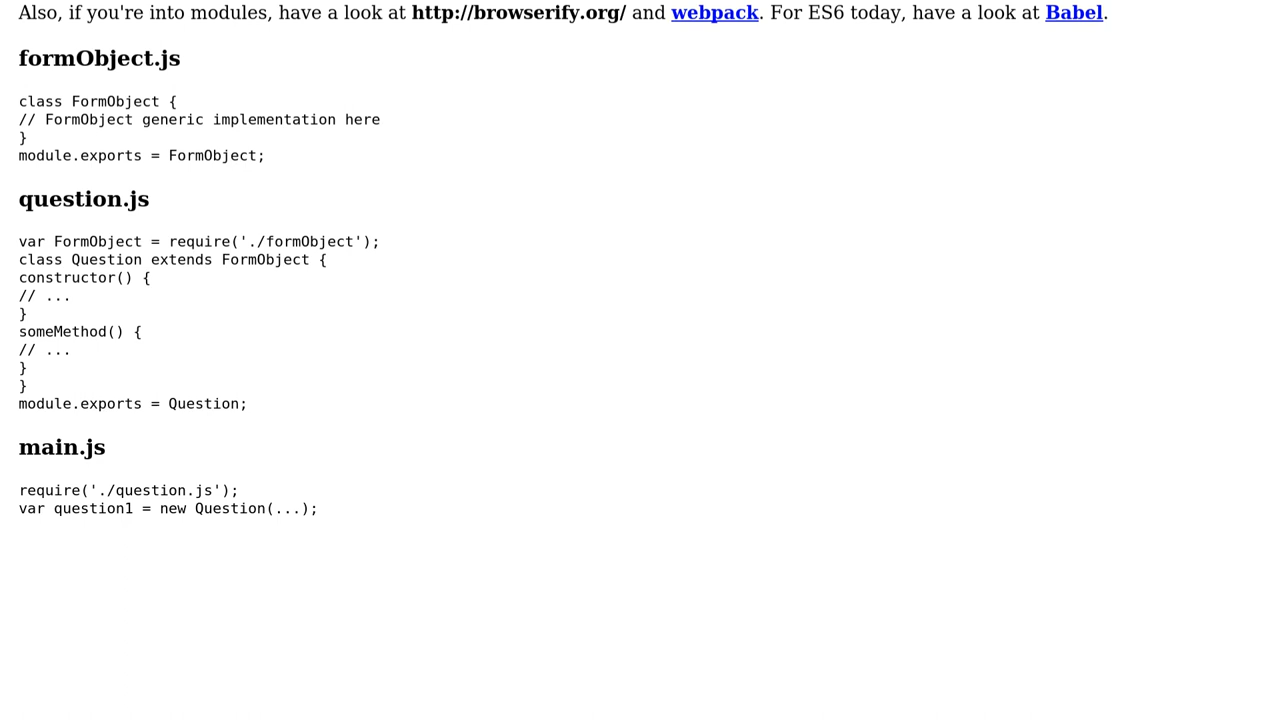 Also, if you're into modules, have a look at http://browserify.org/ and webpack. For ES6 today, have a look at Babel.
formObject.js
class FormObject {
// FormObject generic implementation here
}
module.exports = FormObject;
question.js
var FormObject = require('./formObject');
class Question extends FormObject {
constructor() {
// ...
}
someMethod() {
// ...
}
}
module.exports = Question;
main.js
require('./question.js');
var question1 = new Question(...);